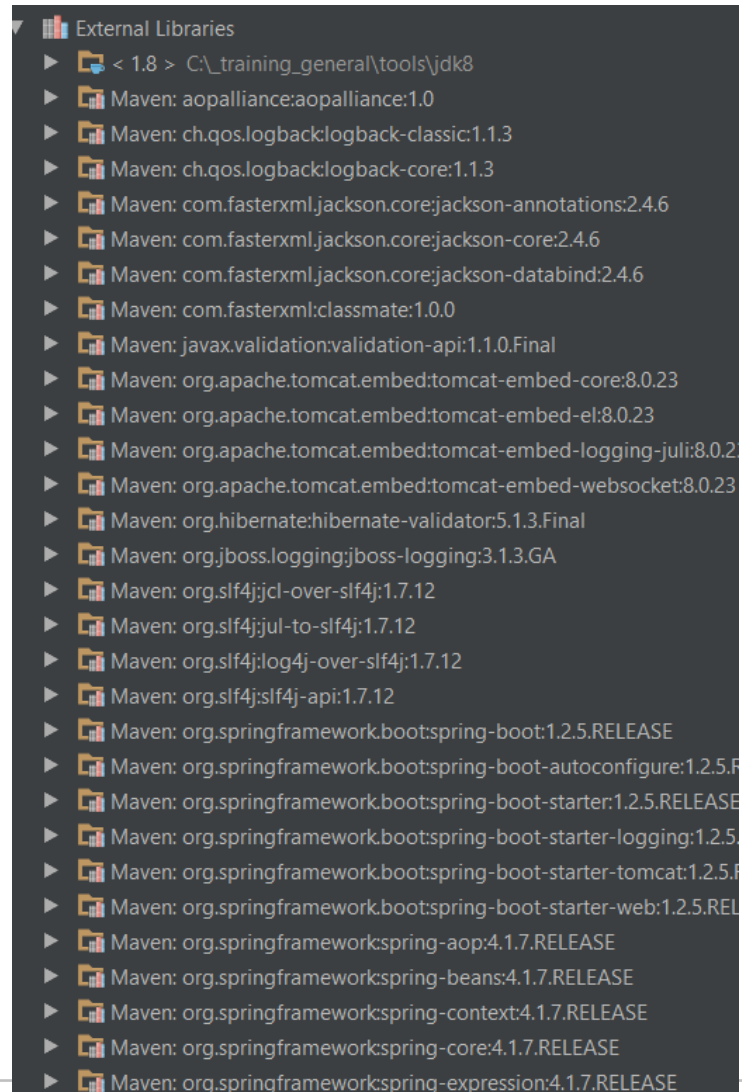 External Libraries
< 1.8 > C:\_training_general\tools\jdk8
Maven: aopalliance:aopalliance:1.0
Maven: ch.qos.logback:logback-classic:1.1.3
Maven: ch.qos.logback:logback-core:1.1.3
Maven: com.fasterxml.jackson.core:jackson-annotations:2.4.6
Maven: com.fasterxml.jackson.core:jackson-core:2.4.6
Maven: com.fasterxml.jackson.core:jackson-databind:2.4.6
Maven: com.fasterxml:classmate:1.0.0
Maven: javax.validation:validation-api:1.1.0.Final
Maven: org.apache.tomcat.embed:tomcat-embed-core:8.0.23
Maven: org.apache.tomcat.embed:tomcat-embed-el:8.0.23
Maven: org.apache.tomcat.embed:tomcat-embed-logging-juli:8.0.23
Maven: org.apache.tomcat.embed:tomcat-embed-websocket:8.0.23
Maven: org.hibernate:hibernate-validator:5.1.3.Final
Maven: org.jboss.logging:jboss-logging:3.1.3.GA
Maven: org.slf4j:jcl-over-slf4j:1.7.12
Maven: org.slf4j:jul-to-slf4j:1.7.12
Maven: org.slf4j:log4j-over-slf4j:1.7.12
Maven: org.slf4j:slf4j-api:1.7.12
Maven: org.springframework.boot:spring-boot:1.2.5.RELEASE
Maven: org.springframework.boot:spring-boot-autoconfigure:1.2.5.R
Maven: org.springframework.boot:spring-boot-starter:1.2.5.RELEASE
Maven: org.springframework.boot:spring-boot-starter-logging:1.2.5.
Maven: org.springframework.boot:spring-boot-starter-tomcat:1.2.5.R
Maven: org.springframework.boot:spring-boot-starter-web:1.2.5.REL
Maven: org.springframework:spring-aop:4.1.7.RELEASE
Maven: org.springframework:spring-beans:4.1.7.RELEASE
Maven: org.springframework:spring-context:4.1.7.RELEASE
Maven: org.springframework:spring-core:4.1.7.RELEASE
Maven: org.springframework:spring-expression:4.1.7.RELEASE